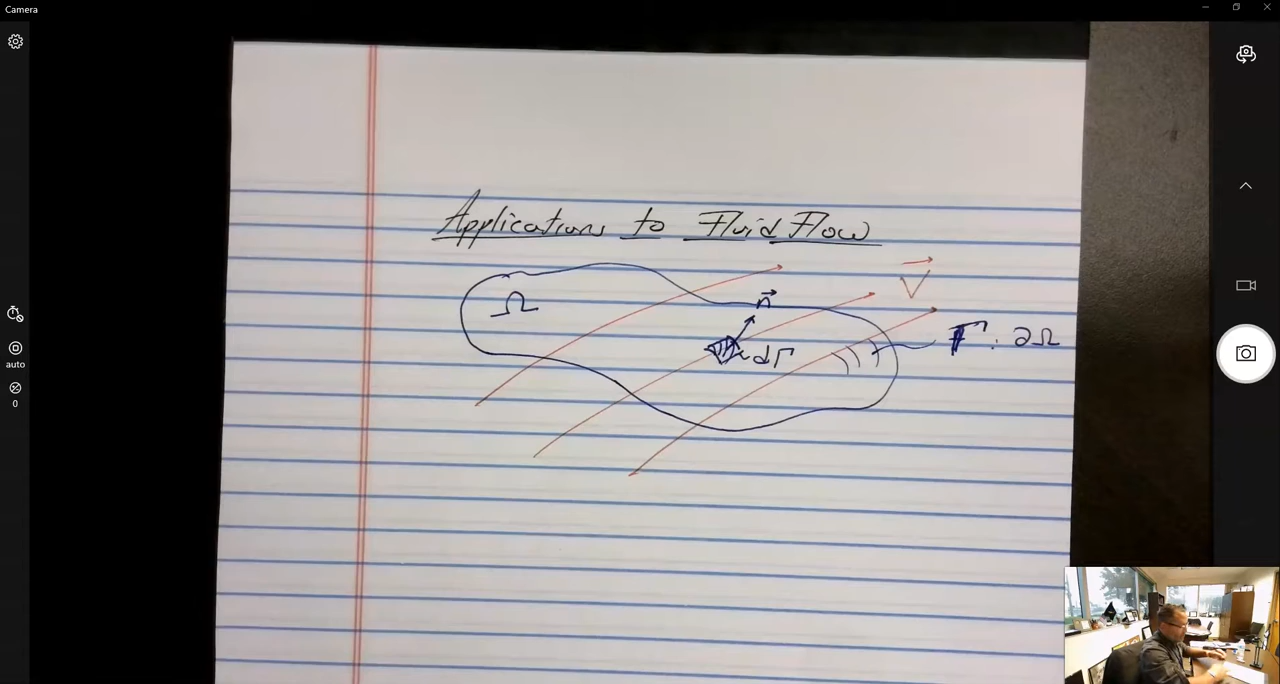 Camera
Applications to Fluid Flow
V
Ω
n
dΓ
Γ: ∂Ω
auto
0